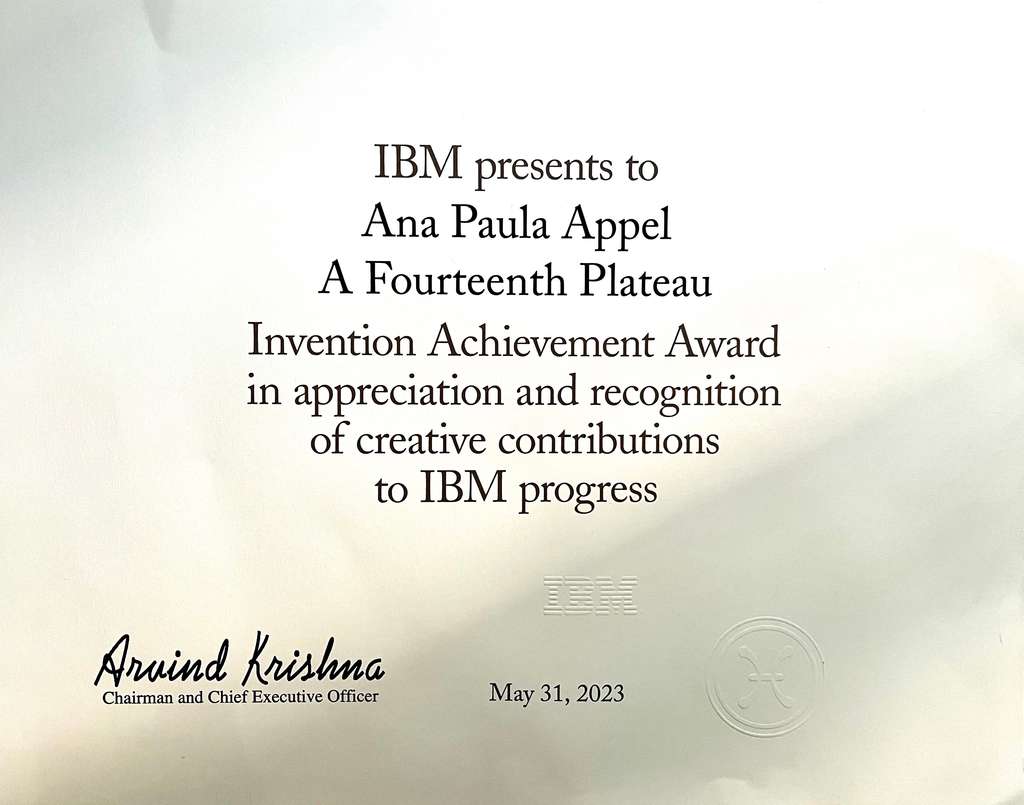 IBM presents to
Ana Paula Appel
A Fourteenth Plateau
Invention Achievement Award
in appreciation and recognition
of creative contributions
to IBM progress
IBM
Arvind Krishna
Chairman and Chief Executive Officer
May 31, 2023